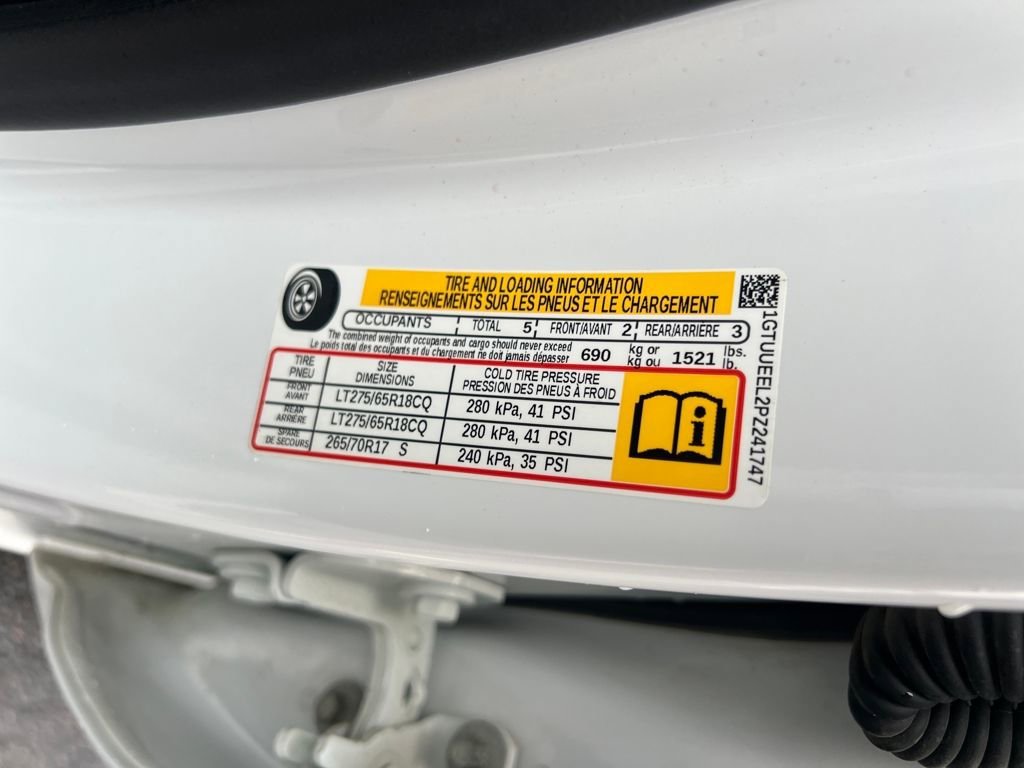 TIRE AND LOADING INFORMATION
RENSEIGNEMENTS SUR LES PNEUS ET LE CHARGEMENT
OCCUPANTS TOTAL 5 FRONT/AVANT 2 REAR/ARRIÈRE 3
The combined weight of occupants and cargo should never exceed
Le poids total des occupants et du chargement ne doit jamais dépasser
690 kg or 1521 lbs.
kg ou lb.
TIRE SIZE COLD TIRE PRESSURE
PNEU DIMENSIONS PRESSION DES PNEUS À FROID
FRONT
AVANT LT275/65R18CQ 280 kPa, 41 PSI
REAR
ARRIÈRE LT275/65R18CQ 280 kPa, 41 PSI
SPARE
DE SECOURS 265/70R17 S 240 kPa, 35 PSI
i
1GTUUEEL2PZ241747